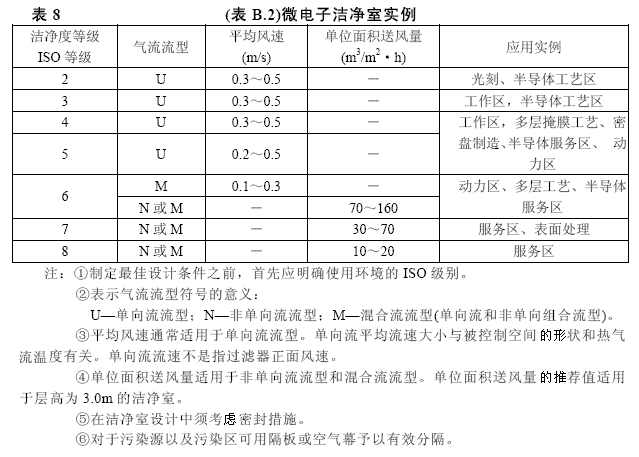 表 8 (表 B.2)微电子洁净室实例
洁净度等级 ISO 等级 气流流型 平均风速 (m/s) 单位面积送风量 (m³/m²·h) 应用实例
2 U 0.3～0.5 — 光刻、半导体工艺区
3 U 0.3～0.5 — 工作区，半导体工艺区
4 U 0.3～0.5 — 工作区，多层掩膜工艺、密
盘制造、半导体服务区、 动
力区
5 U 0.2～0.5 —
6 M 0.1～0.3 — 动力区、多层工艺、半导体
服务区
N 或 M — 70～160
7 N 或 M — 30～70 服务区、表面处理
8 N 或 M — 10～20 服务区
注：①制定最佳设计条件之前，首先应明确使用环境的 ISO 级别。
②表示气流流型符号的意义：
U—单向流流型；N—非单向流流型；M—混合流流型(单向流和非单向组合流型)。
③平均风速通常适用于单向流流型。单向流平均流速大小与被控制空间的形状和热气
流温度有关。单向流流速不是指过滤器正面风速。
④单位面积送风量适用于非单向流流型和混合流流型。单位面积送风量的推荐值适用
于层高为 3.0m 的洁净室。
⑤在洁净室设计中须考虑密封措施。
⑥对于污染源以及污染区可用隔板或空气幕予以有效分隔。